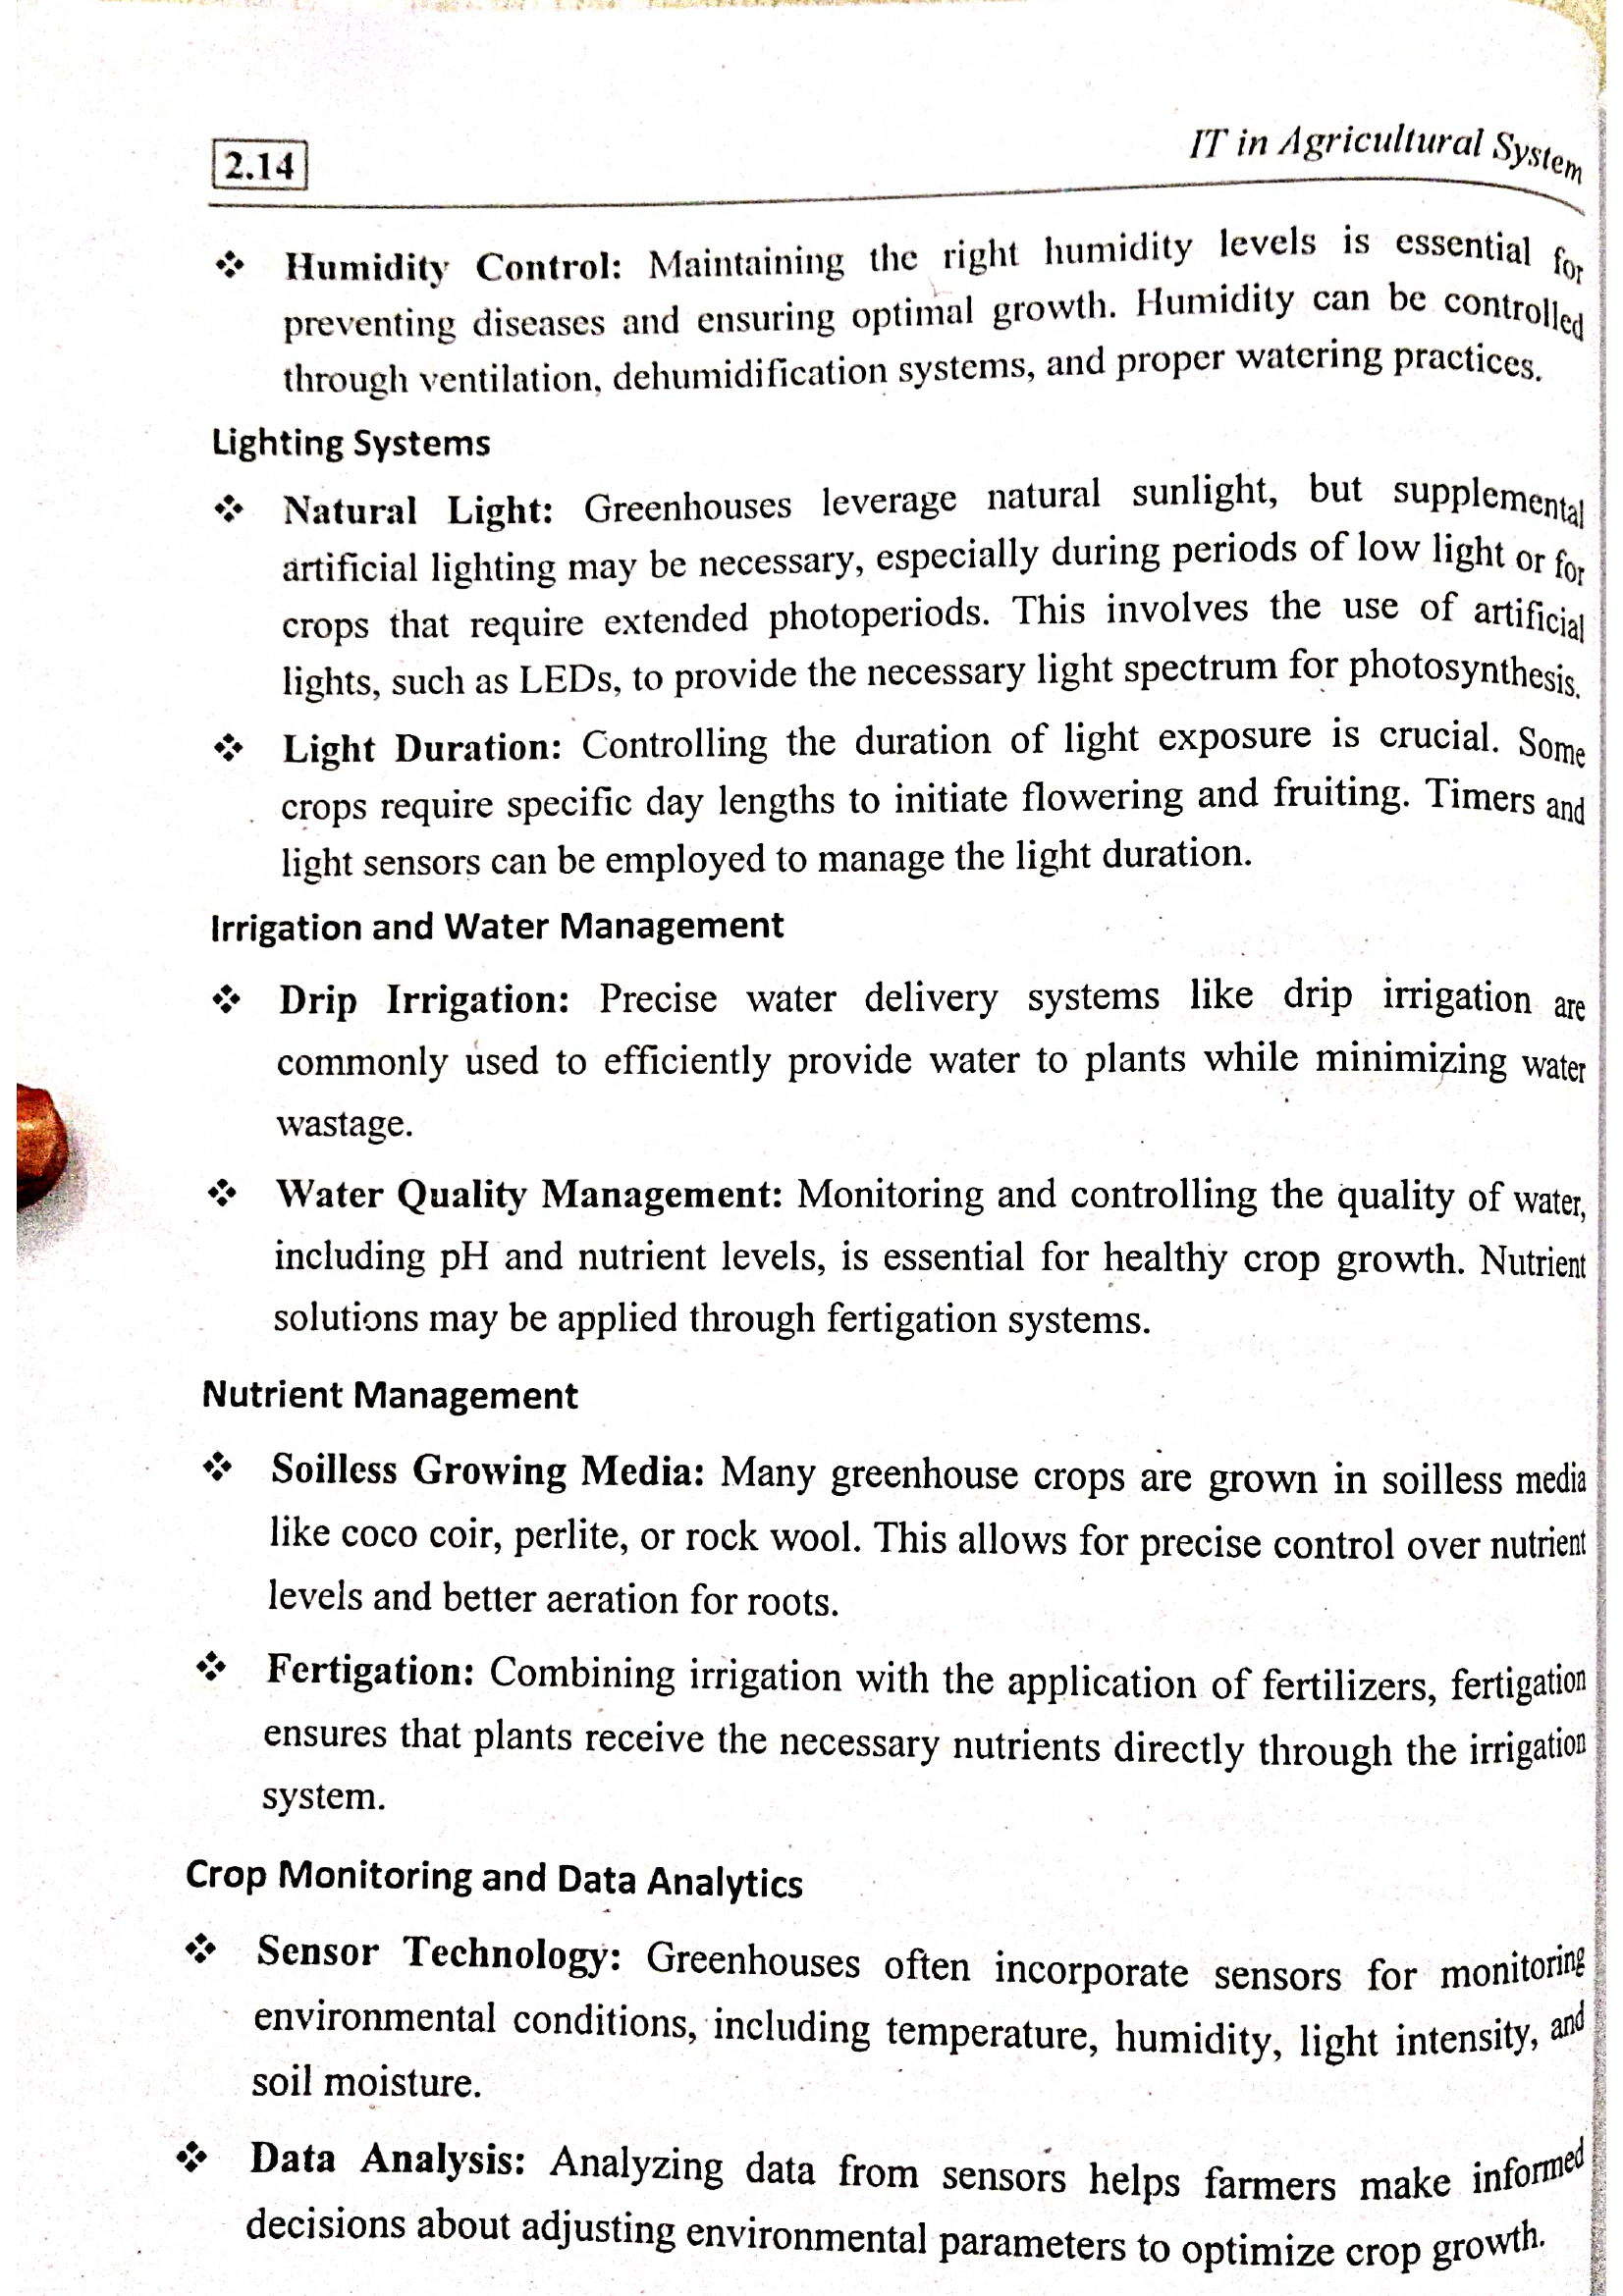 2.14
IT in Agricultural System
❖ Humidity Control: Maintaining the right humidity levels is essential for
preventing diseases and ensuring optimal growth. Humidity can be controlled
through ventilation, dehumidification systems, and proper watering practices.
Lighting Systems
❖ Natural Light: Greenhouses leverage natural sunlight, but supplemental
artificial lighting may be necessary, especially during periods of low light or for
crops that require extended photoperiods. This involves the use of artificial
lights, such as LEDs, to provide the necessary light spectrum for photosynthesis.
❖ Light Duration: Controlling the duration of light exposure is crucial. Some
crops require specific day lengths to initiate flowering and fruiting. Timers and
light sensors can be employed to manage the light duration.
Irrigation and Water Management
❖ Drip Irrigation: Precise water delivery systems like drip irrigation are
commonly used to efficiently provide water to plants while minimizing water
wastage.
❖ Water Quality Management: Monitoring and controlling the quality of water,
including pH and nutrient levels, is essential for healthy crop growth. Nutrient
solutions may be applied through fertigation systems.
Nutrient Management
❖ Soilless Growing Media: Many greenhouse crops are grown in soilless media
like coco coir, perlite, or rock wool. This allows for precise control over nutrient
levels and better aeration for roots.
❖ Fertigation: Combining irrigation with the application of fertilizers, fertigation
ensures that plants receive the necessary nutrients directly through the irrigation
system.
Crop Monitoring and Data Analytics
❖ Sensor Technology: Greenhouses often incorporate sensors for monitoring
environmental conditions, including temperature, humidity, light intensity, and
soil moisture.
❖ Data Analysis: Analyzing data from sensors helps farmers make informed
decisions about adjusting environmental parameters to optimize crop growth.